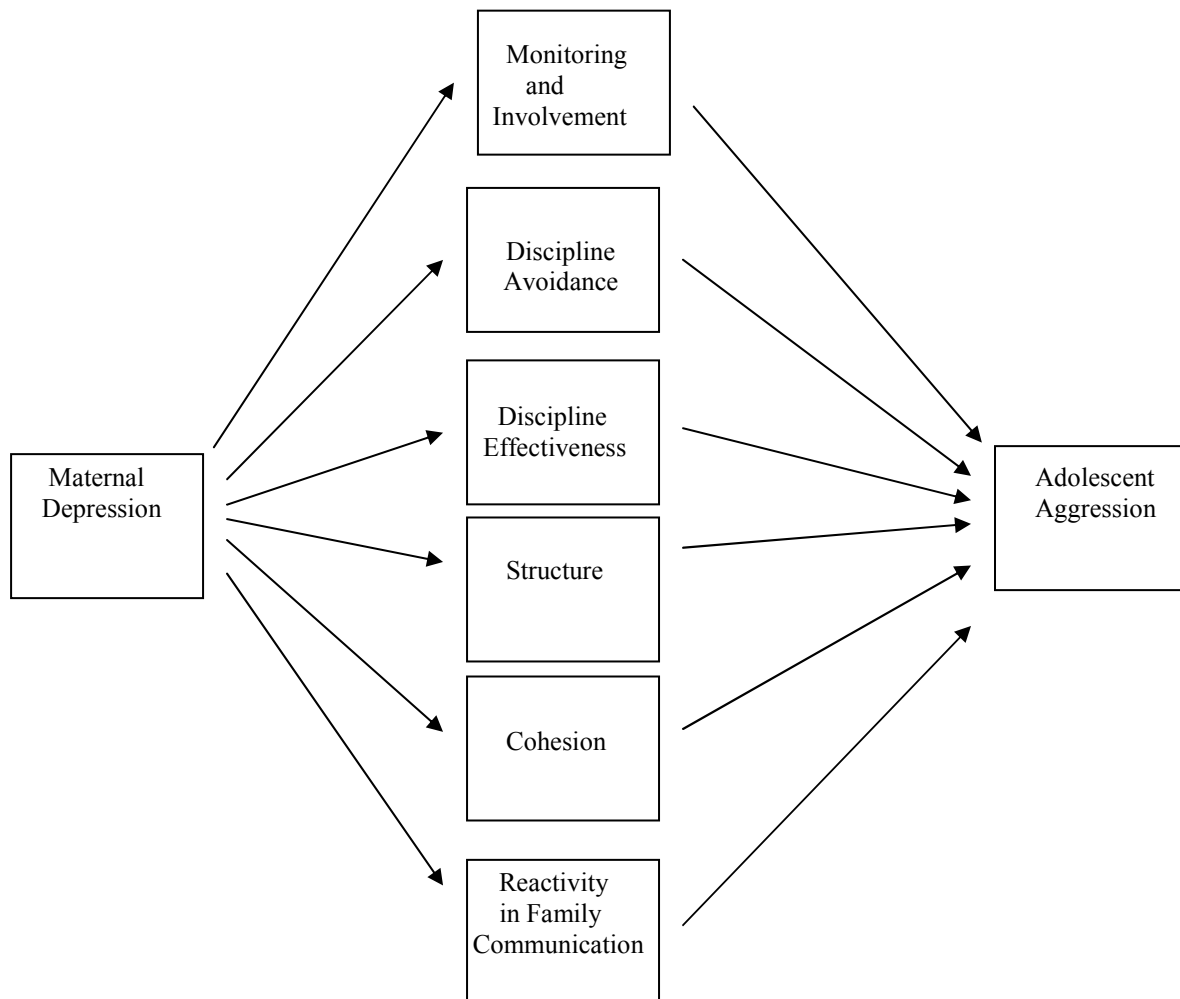 Monitoring
and
Involvement
Discipline
Avoidance
Discipline
Effectiveness
Maternal
Depression
Adolescent
Aggression
Structure
Cohesion
Reactivity
in Family
Communication